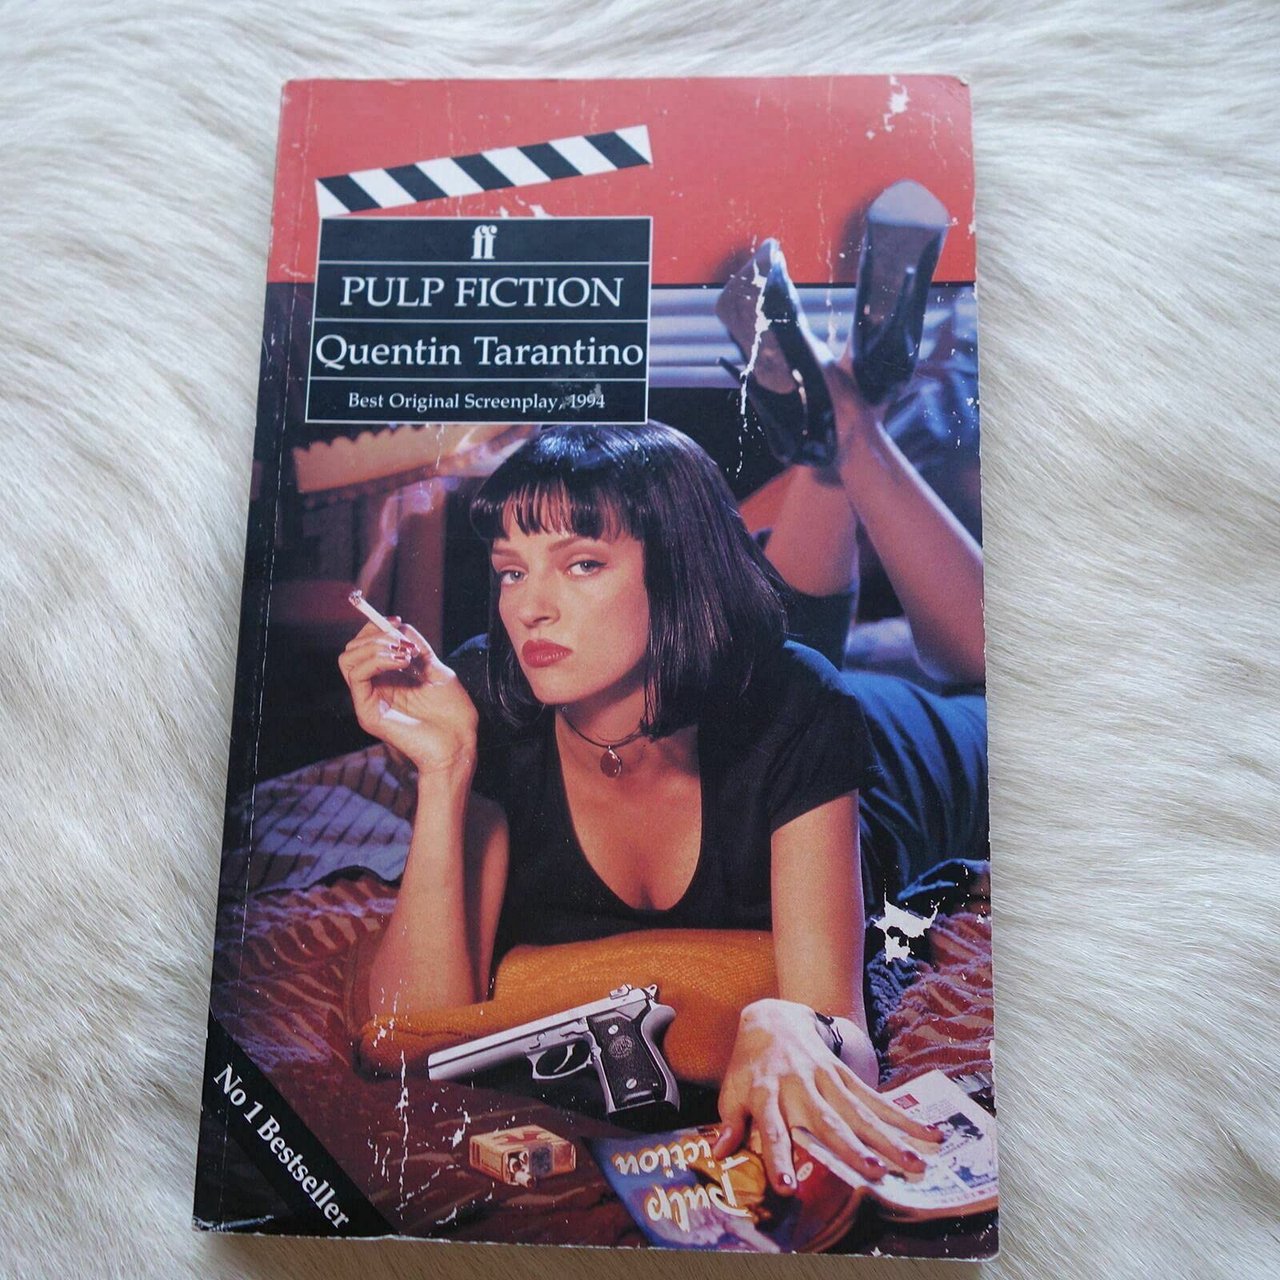 ff
PULP FICTION
Quentin Tarantino
Best Original Screenplay, 1994
No 1 Bestseller
Pulp
Fiction